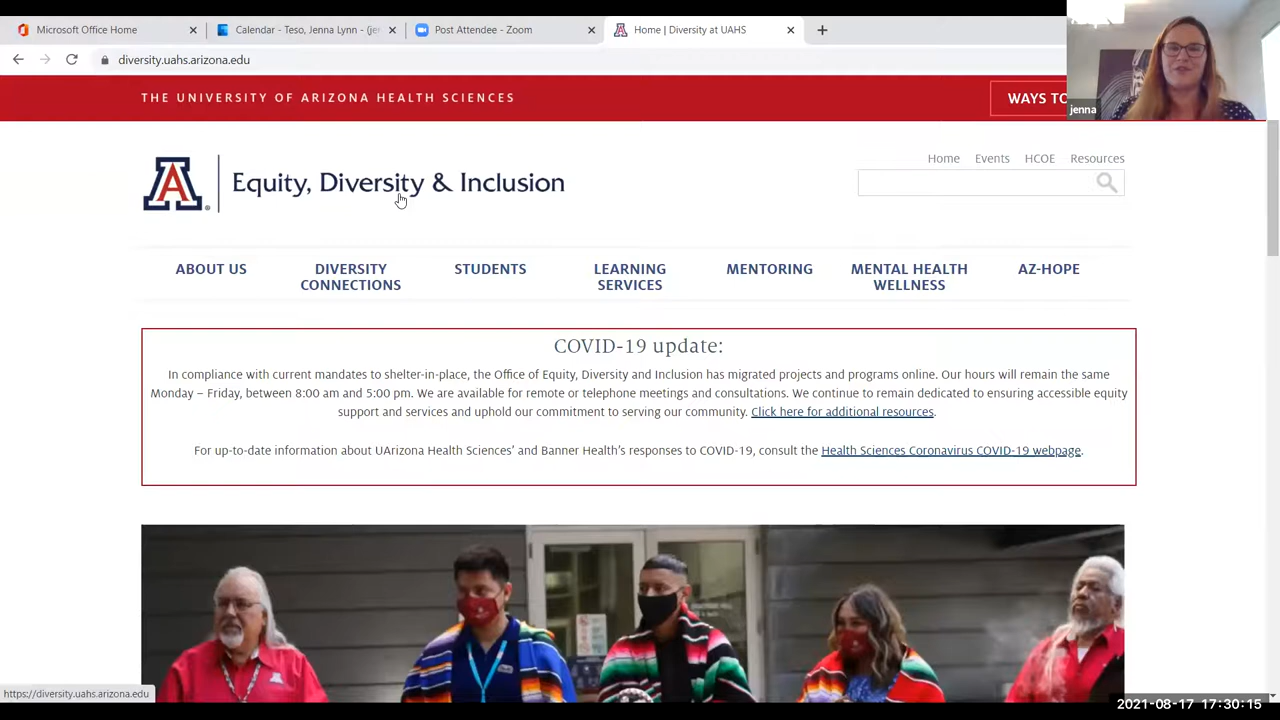 Microsoft Office Home
Calendar - Teso, Jenna Lynn - (je
Post Attendee - Zoom
Home | Diversity at UAHS
diversity.uahs.arizona.edu
THE UNIVERSITY OF ARIZONA HEALTH SCIENCES
WAYS TO
jenna
A
Equity, Diversity & Inclusion
Home Events HCOE Resources
ABOUT US
DIVERSITY
CONNECTIONS
STUDENTS
LEARNING
SERVICES
MENTORING
MENTAL HEALTH
WELLNESS
AZ-HOPE
COVID-19 update:
In compliance with current mandates to shelter-in-place, the Office of Equity, Diversity and Inclusion has migrated projects and programs online. Our hours will remain the same
Monday – Friday, between 8:00 am and 5:00 pm. We are available for remote or telephone meetings and consultations. We continue to remain dedicated to ensuring accessible equity
support and services and uphold our commitment to serving our community. Click here for additional resources.
For up-to-date information about UArizona Health Sciences’ and Banner Health’s responses to COVID-19, consult the Health Sciences Coronavirus COVID-19 webpage.
https://diversity.uahs.arizona.edu
2021-08-17 17:30:15